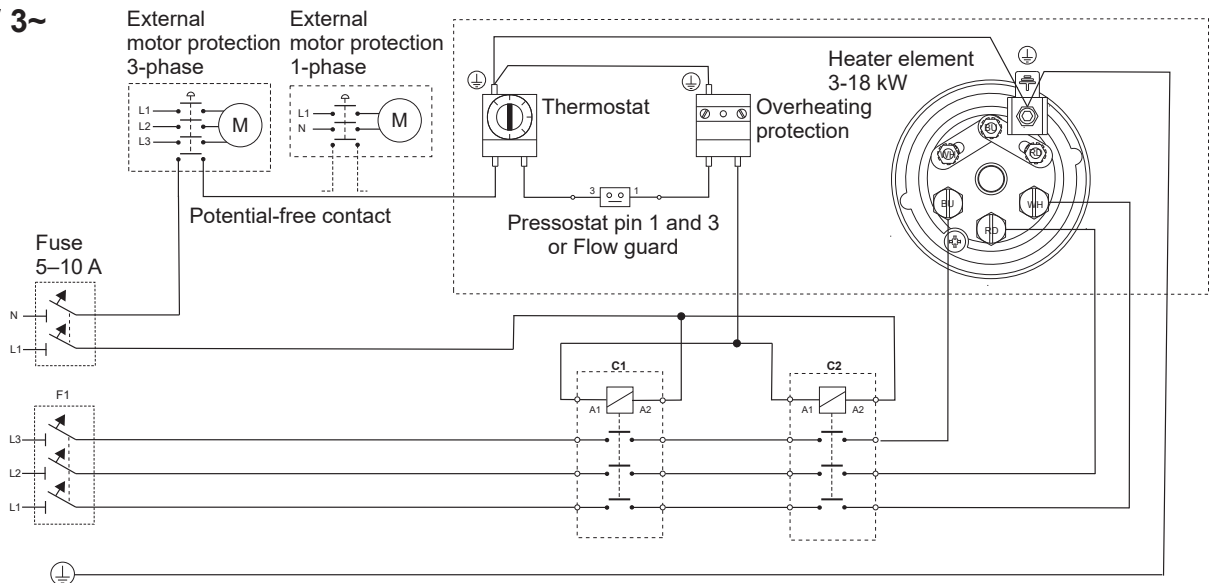 3~
External
motor protection
3-phase
External
motor protection
1-phase
Heater element
3-18 kW
Thermostat
Overheating
protection
L1
L2
L3
M
L1
N
M
BU
WH
RD
3
1
BU
WH
RD
Potential-free contact
Pressostat pin 1 and 3
or Flow guard
Fuse
5–10 A
N
L1
C1
C2
A1
A2
A1
A2
F1
L3
L2
L1